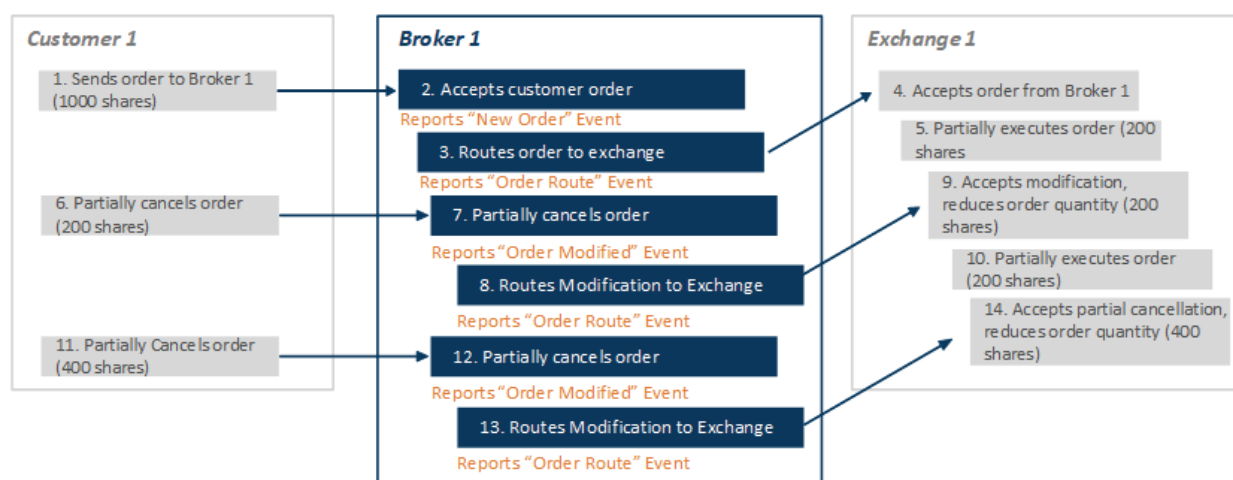 Customer 1
1. Sends order to Broker 1
(1000 shares)
6. Partially cancels order
(200 shares)
11. Partially Cancels order
(400 shares)
Broker 1
2. Accepts customer order
Reports “New Order” Event
3. Routes order to exchange
Reports “Order Route” Event
7. Partially cancels order
Reports “Order Modified” Event
8. Routes Modification to Exchange
Reports “Order Route” Event
12. Partially cancels order
Reports “Order Modified” Event
13. Routes Modification to Exchange
Reports “Order Route” Event
Exchange 1
4. Accepts order from Broker 1
5. Partially executes order (200
shares
9. Accepts modification,
reduces order quantity (200
shares)
10. Partially executes order
(200 shares)
14. Accepts partial cancellation,
reduces order quantity (400
shares)